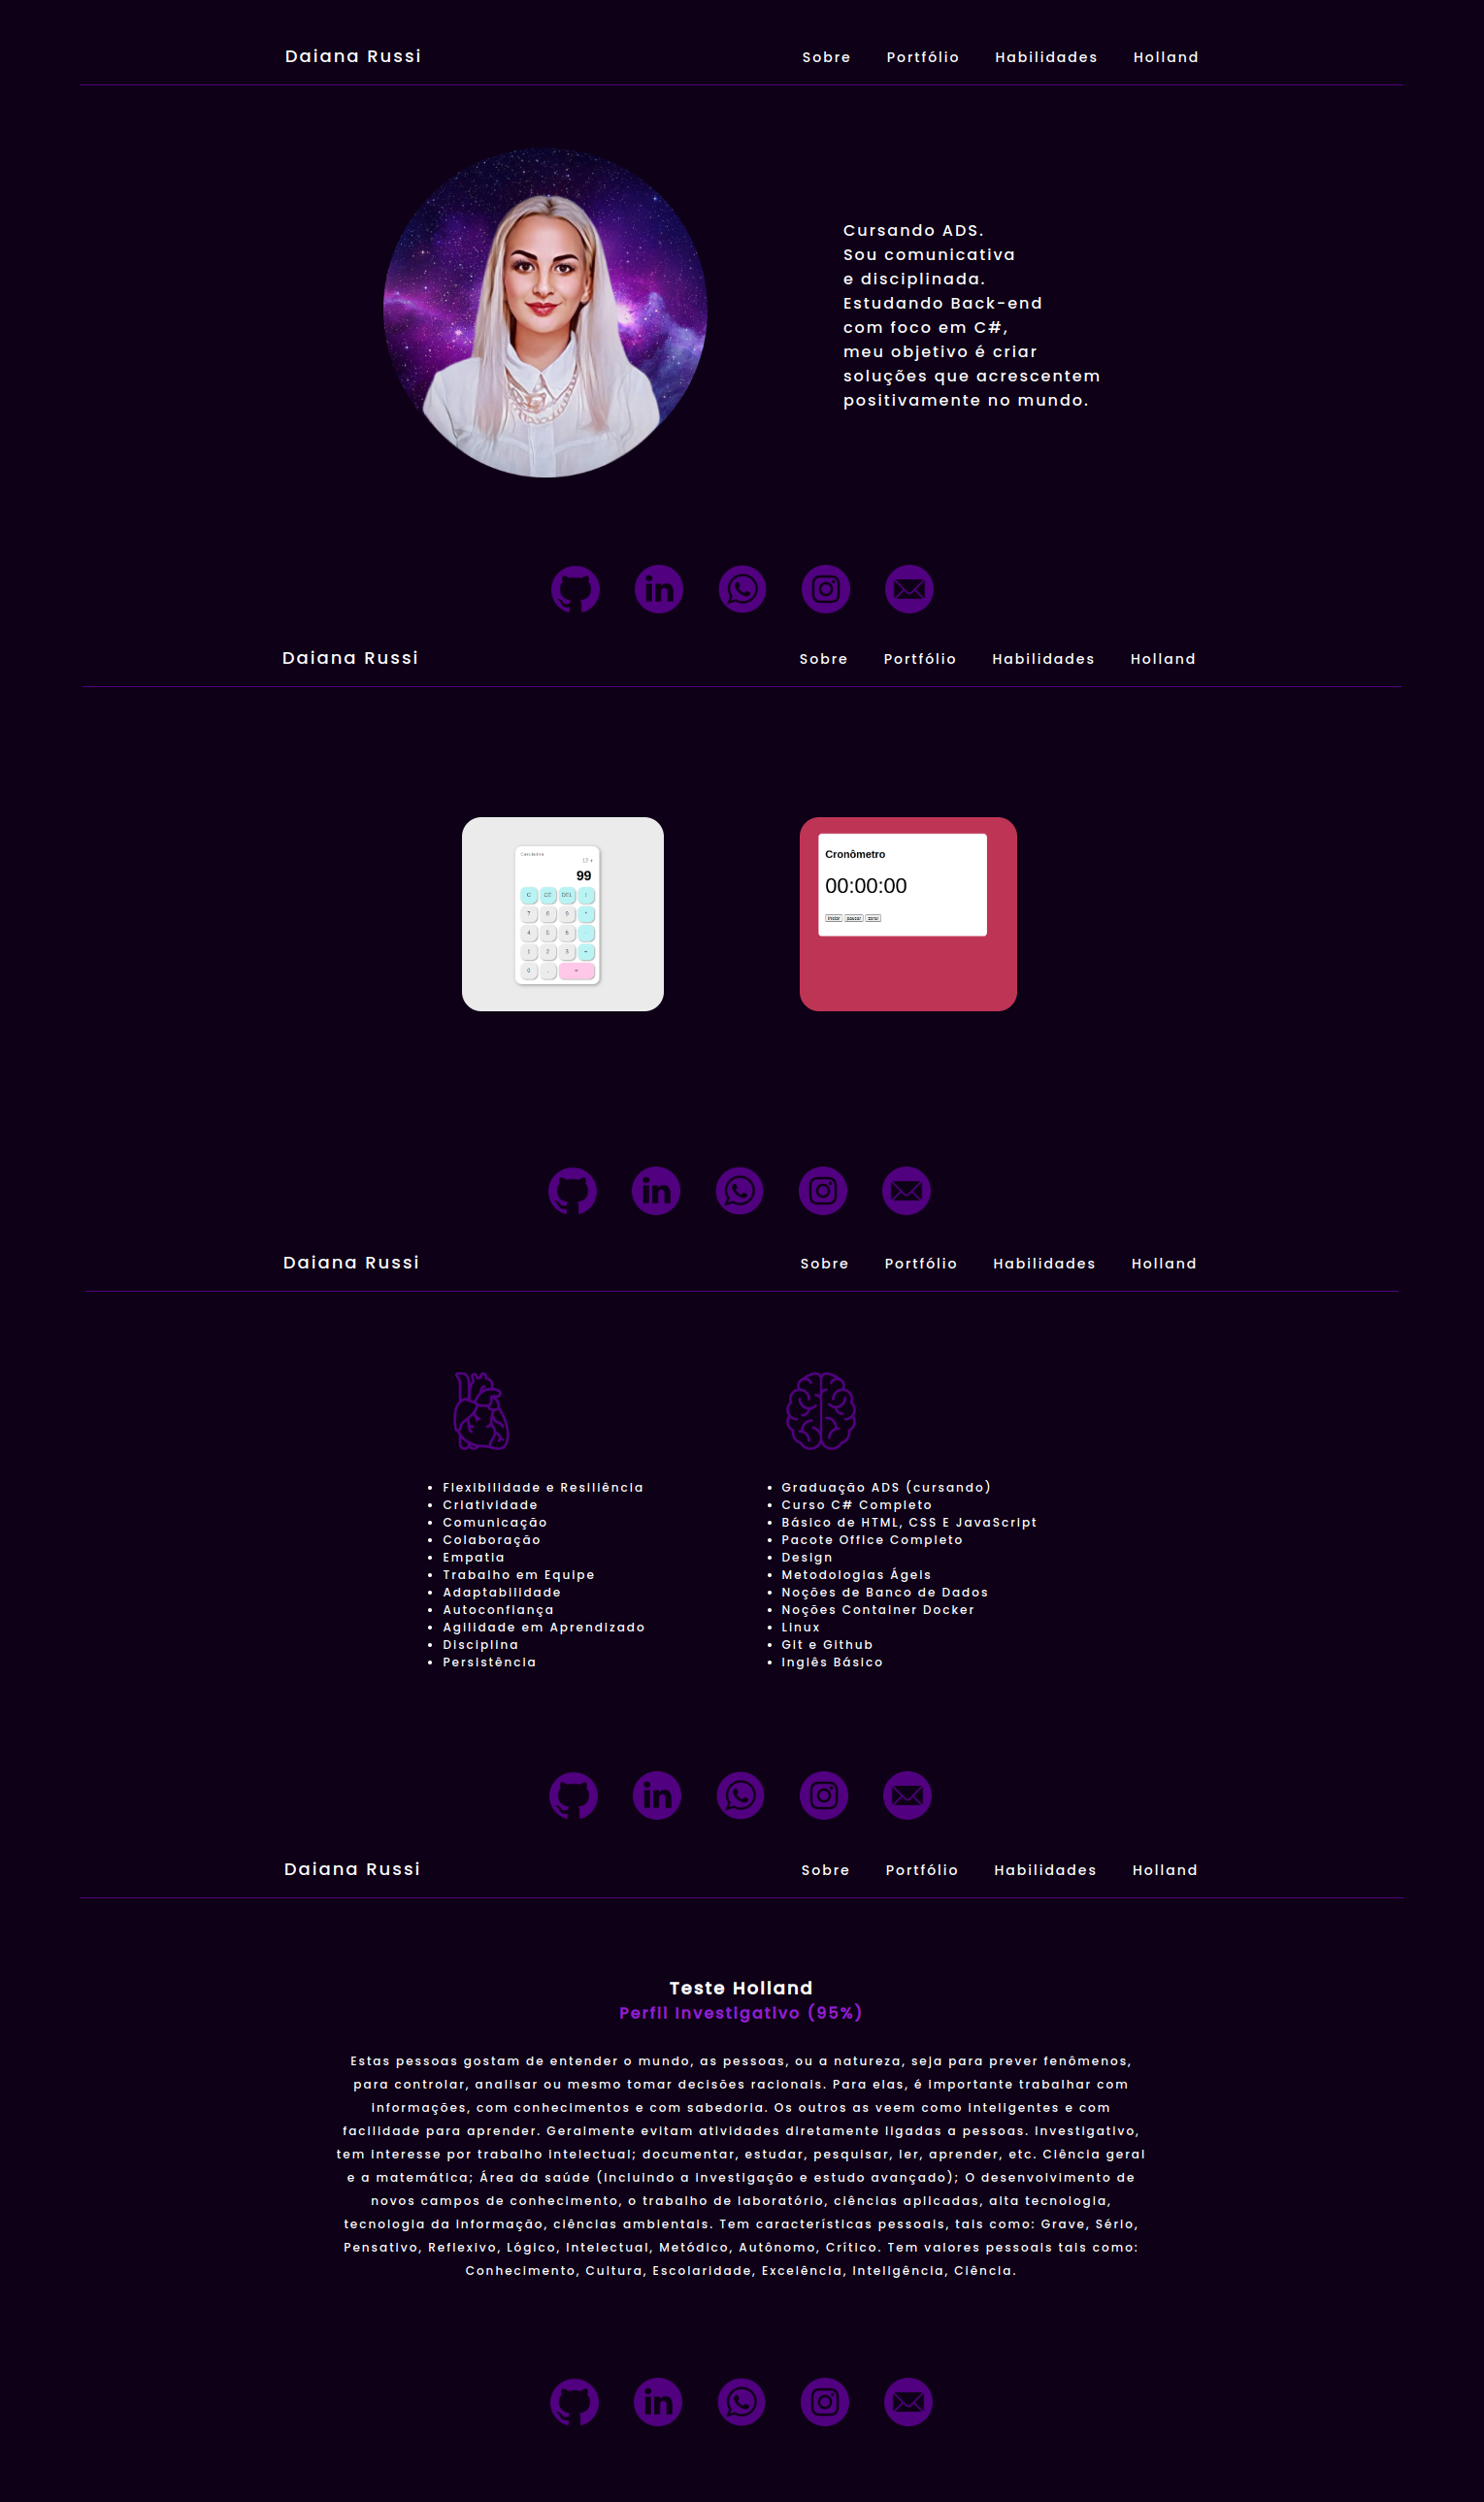 Daiana Russi
Sobre Portfólio Habilidades Holland
Cursando ADS.
Sou comunicativa
e disciplinada.
Estudando Back-end
com foco em C#,
meu objetivo é criar
soluções que acrescentem
positivamente no mundo.
in
Daiana Russi
Sobre Portfólio Habilidades Holland
99
C CE DEL
7 8 9
4 5 6
1 2 3
0 . =
Cronômetro
00:00:00
iniciar pausar zerar
in
Daiana Russi
Sobre Portfólio Habilidades Holland
Flexibilidade e Resiliência
Criatividade
Comunicação
Colaboração
Empatia
Trabalho em Equipe
Adaptabilidade
Autoconfiança
Agilidade em Aprendizado
Disciplina
Persistência
Graduação ADS (cursando)
Curso C# Completo
Básico de HTML, CSS E JavaScript
Pacote Office Completo
Design
Metodologias Ágeis
Noções de Banco de Dados
Noções Container Docker
Linux
Git e Github
Inglês Básico
in
Daiana Russi
Sobre Portfólio Habilidades Holland
Teste Holland
Perfil Investigativo (95%)
Estas pessoas gostam de entender o mundo, as pessoas, ou a natureza, seja para prever fenômenos,
para controlar, analisar ou mesmo tomar decisões racionais. Para elas, é importante trabalhar com
informações, com conhecimentos e com sabedoria. Os outros as veem como inteligentes e com
facilidade para aprender. Geralmente evitam atividades diretamente ligadas a pessoas. Investigativo,
tem interesse por trabalho intelectual; documentar, estudar, pesquisar, ler, aprender, etc. Ciência geral
e a matemática; Área da saúde (incluindo a investigação e estudo avançado); O desenvolvimento de
novos campos de conhecimento, o trabalho de laboratório, ciências aplicadas, alta tecnologia,
tecnologia da informação, ciências ambientais. Tem características pessoais, tais como: Grave, Sério,
Pensativo, Reflexivo, Lógico, Intelectual, Metódico, Autônomo, Crítico. Tem valores pessoais tais como:
Conhecimento, Cultura, Escolaridade, Excelência, Inteligência, Ciência.
in